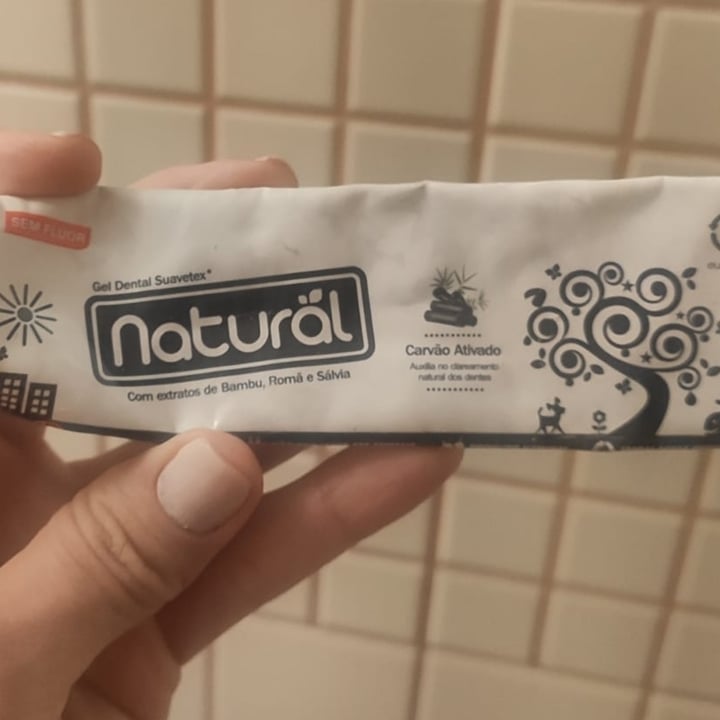 SEM FLUOR
Gel Dental Suavetex®
Naturäl
Com extratos de Bambu, Romã e Sálvia
Carvão Ativado
Auxilia no clareamento
natural dos dentes